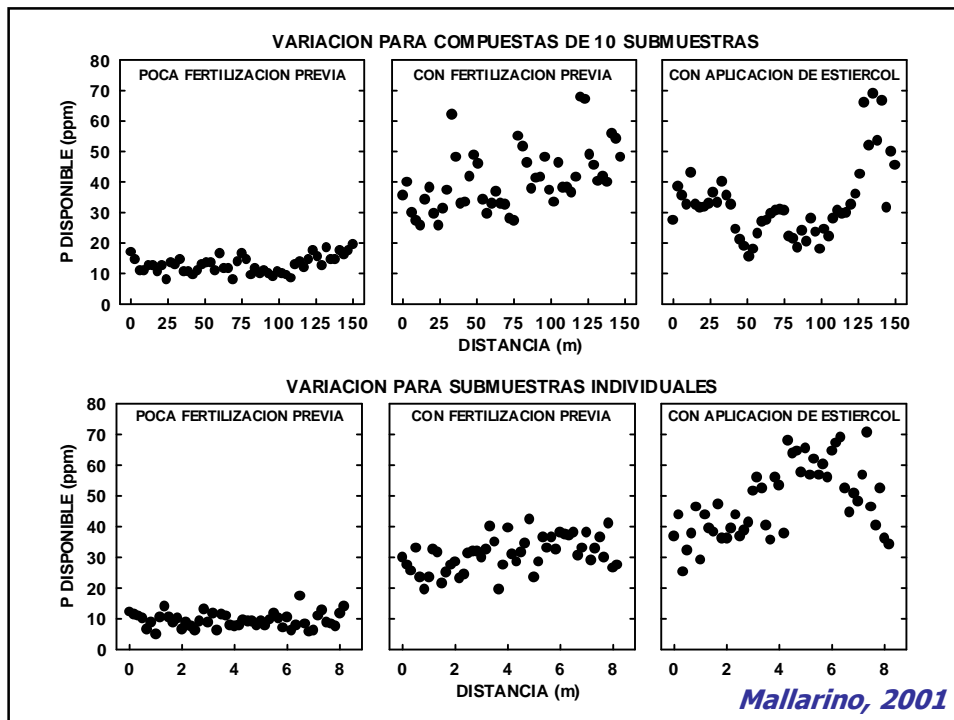 VARIACION PARA COMPUESTAS DE 10 SUBMUESTRAS
POCA FERTILIZACION PREVIA
CON FERTILIZACION PREVIA
CON APLICACION DE ESTIERCOL
P DISPONIBLE (ppm)
80
70
60
50
40
30
20
10
0
0 25 50 75 100 125 150
0 25 50 75 100 125 150
0 25 50 75 100 125 150
DISTANCIA (m)
VARIACION PARA SUBMUESTRAS INDIVIDUALES
POCA FERTILIZACION PREVIA
CON FERTILIZACION PREVIA
CON APLICACION DE ESTIERCOL
P DISPONIBLE (ppm)
80
70
60
50
40
30
20
10
0
0 2 4 6 8
0 2 4 6 8
0 2 4 6 8
DISTANCIA (m)
Mallarino, 2001